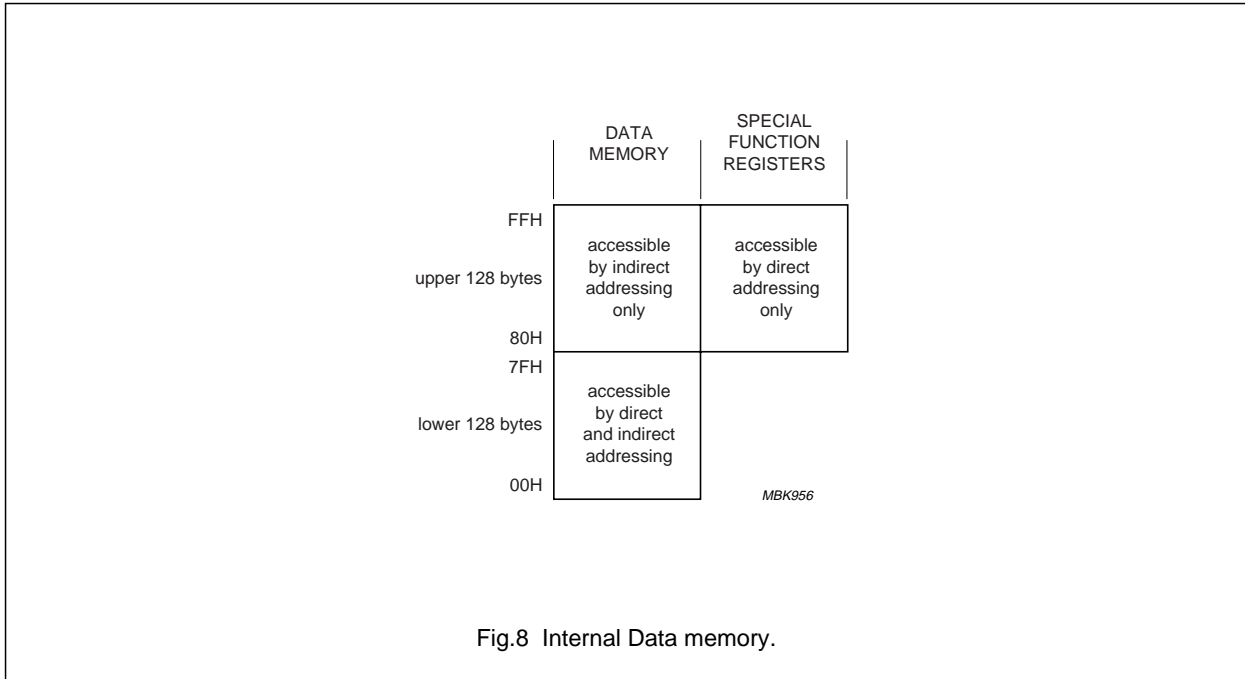 DATA
MEMORY
SPECIAL
FUNCTION
REGISTERS
FFH
upper 128 bytes
80H
accessible
by indirect
addressing
only
accessible
by direct
addressing
only
7FH
lower 128 bytes
00H
accessible
by direct
and indirect
addressing
MBK956
Fig.8 Internal Data memory.